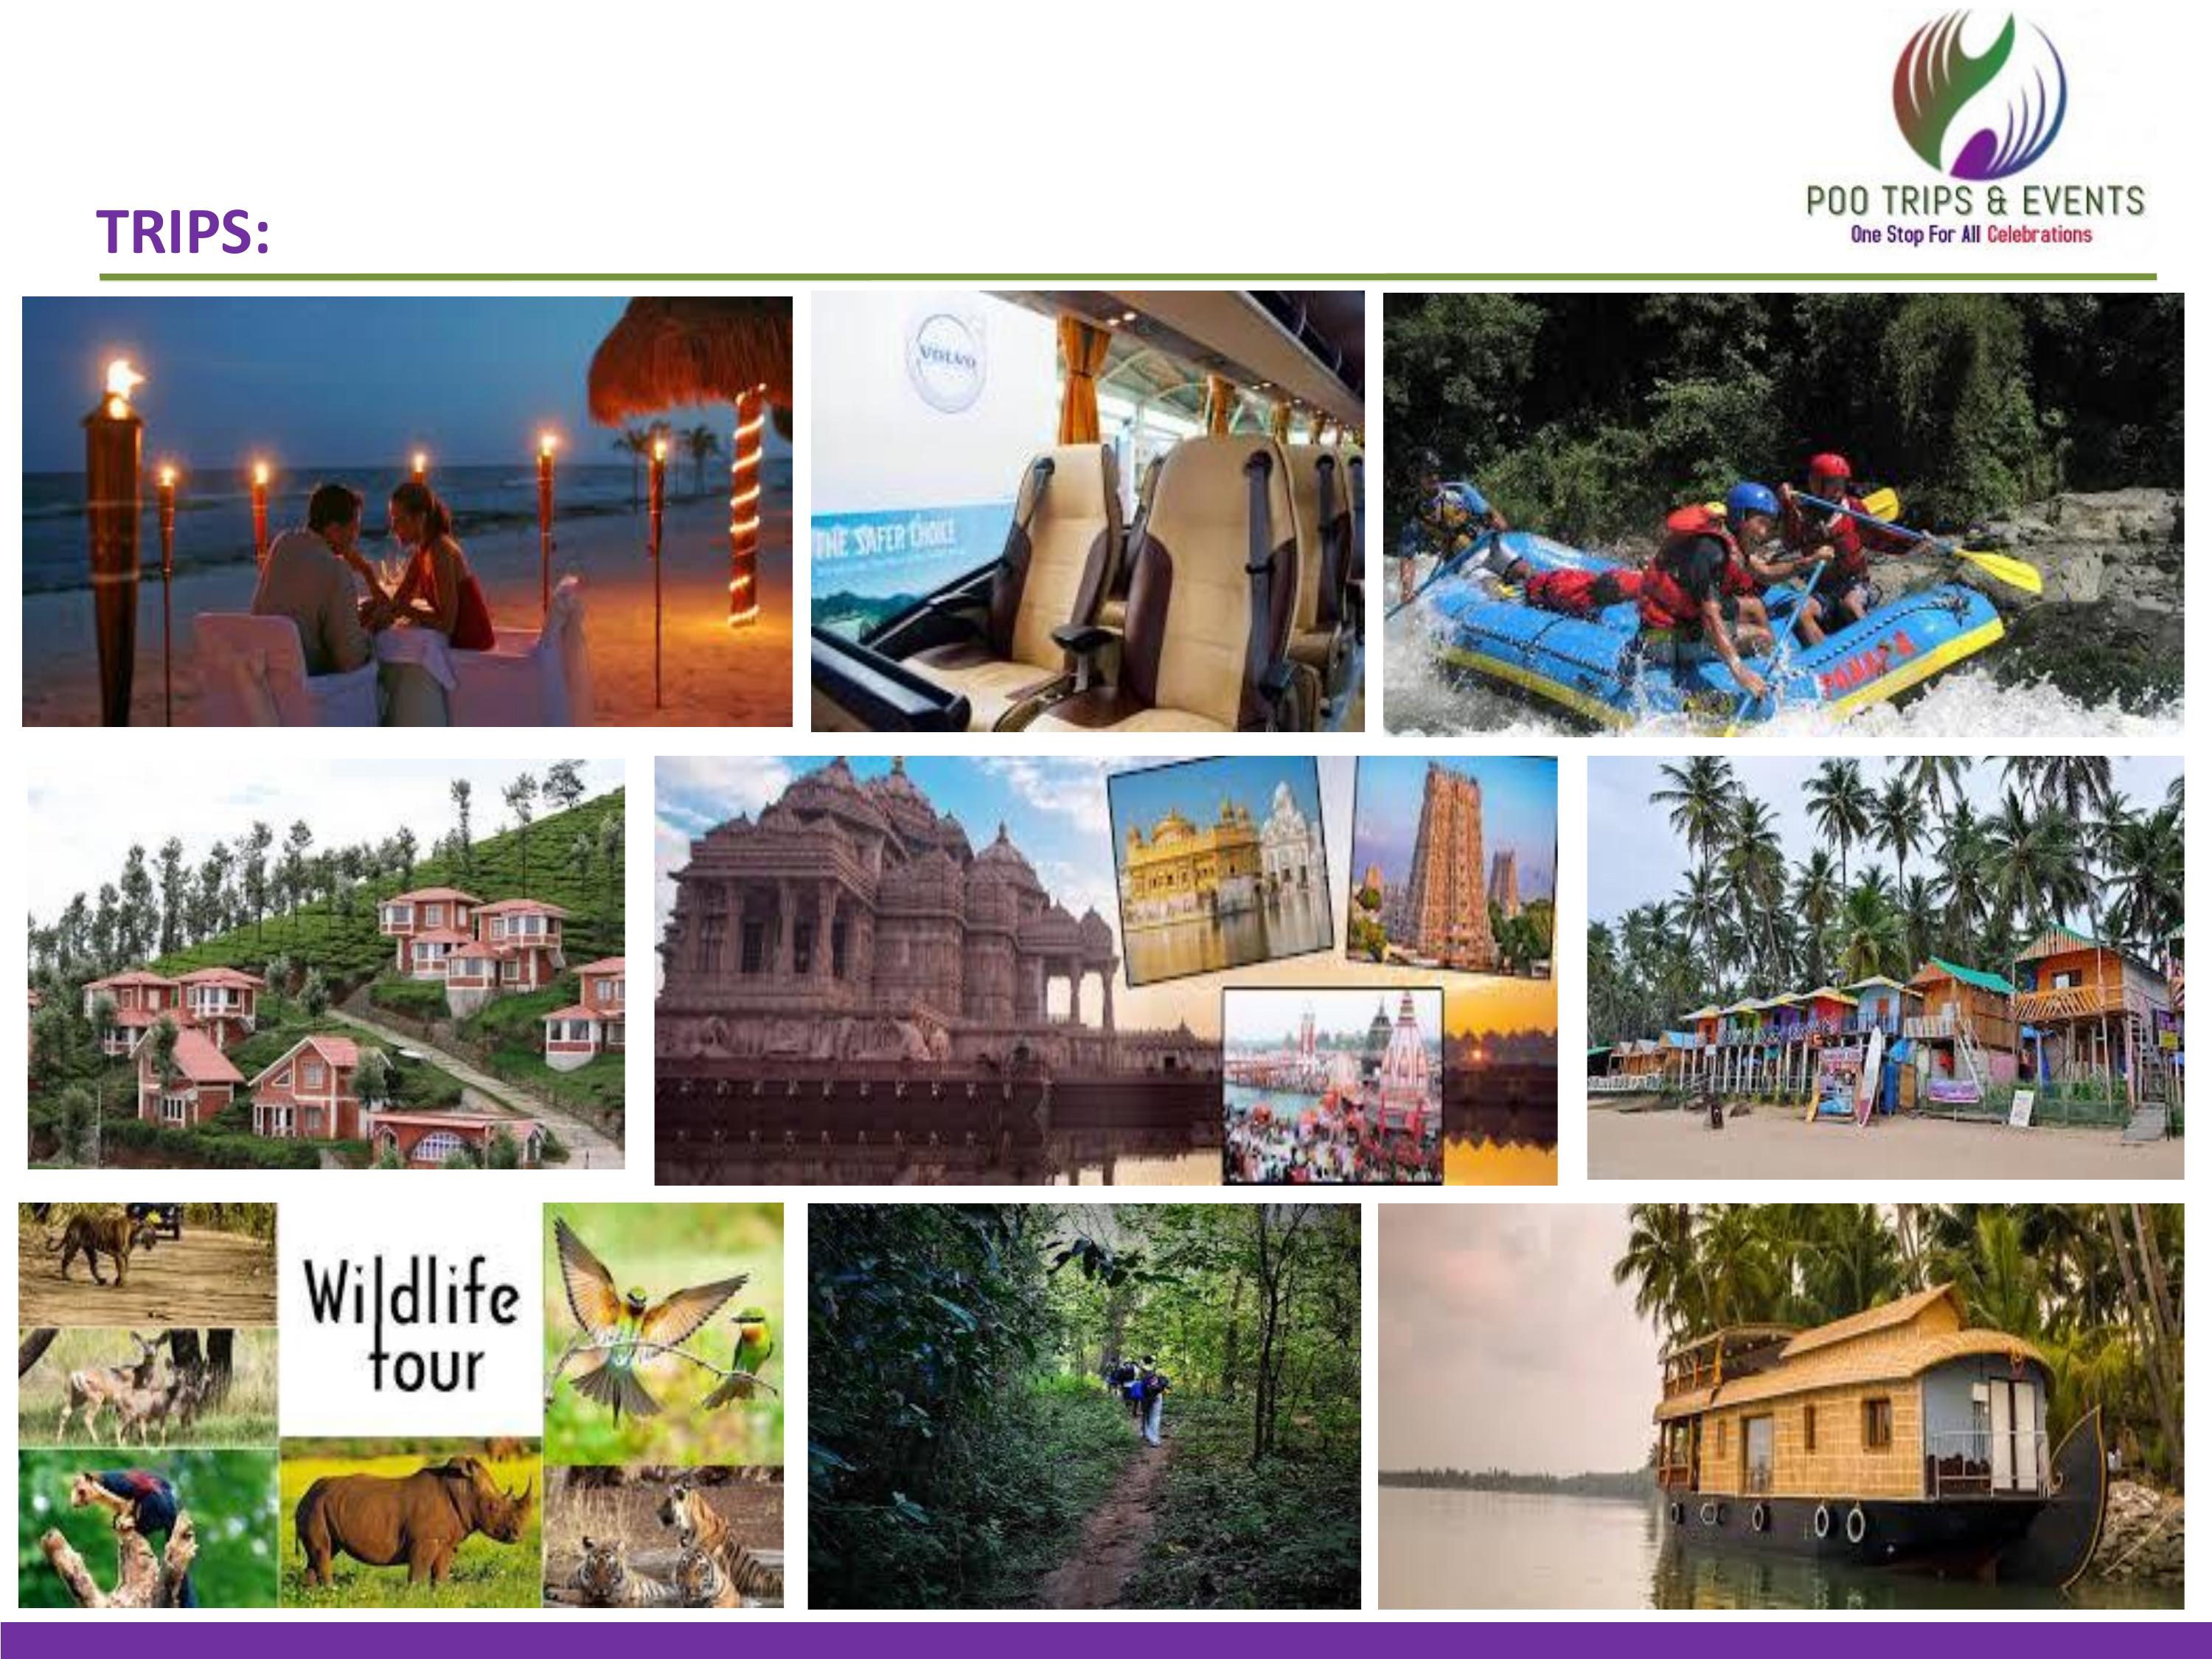 POO TRIPS & EVENTS
One Stop For All Celebrations
TRIPS:
VOLVO
THE SAFER CHOICE
Wildlife
tour